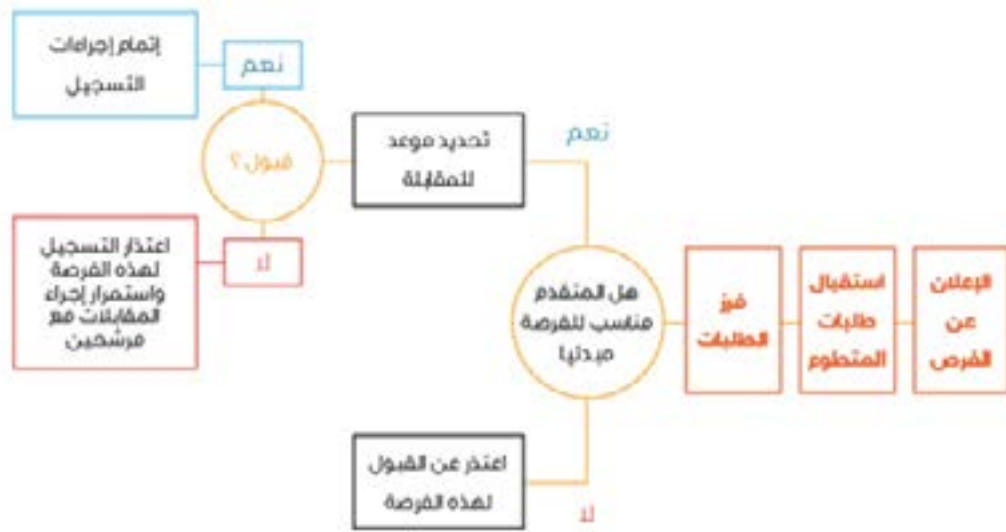 الإعلان
عن
الفرص
استقبال
طلبات
المتطوع
فرز
الطلبات
هل المتقدم
مناسب للفرصة
مبدئيا
نعم
تحديد موعد
للمقابلة
قبول ؟
نعم
إتمام إجراءات
التسجيل
لا
اعتذار التسجيل
لهذه الفرصة
واستمرار إجراء
المقابلات مع
مرشحين
لا
اعتذر عن القبول
لهذه الفرصة